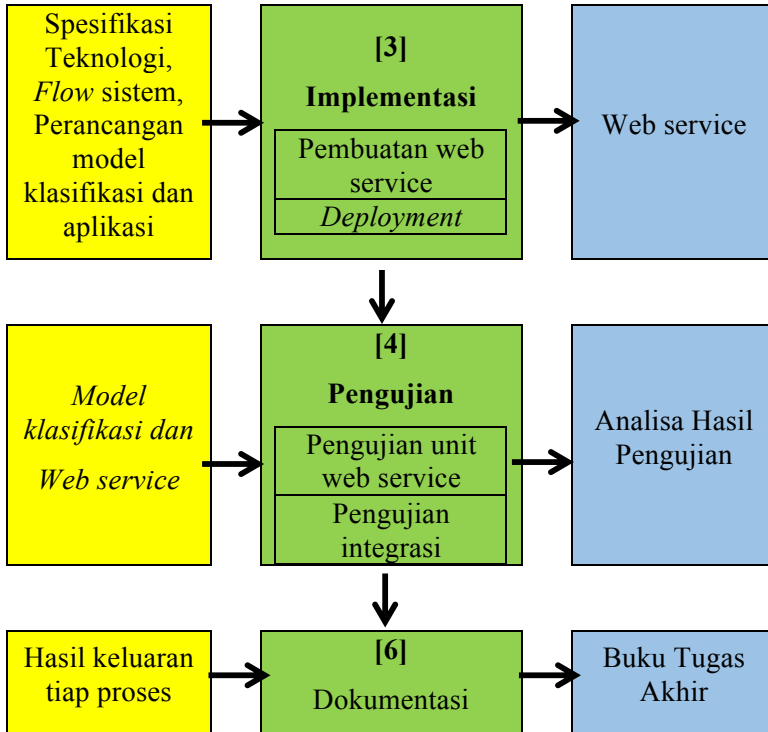 Spesifikasi
Teknologi,
Flow sistem,
Perancangan
model
klasifikasi dan
aplikasi
[3]
Implementasi
Pembuatan web
service
Deployment
Web service
Model
klasifikasi dan
Web service
[4]
Pengujian
Pengujian unit
web service
Pengujian
integrasi
Analisa Hasil
Pengujian
Hasil keluaran
tiap proses
[6]
Dokumentasi
Buku Tugas
Akhir